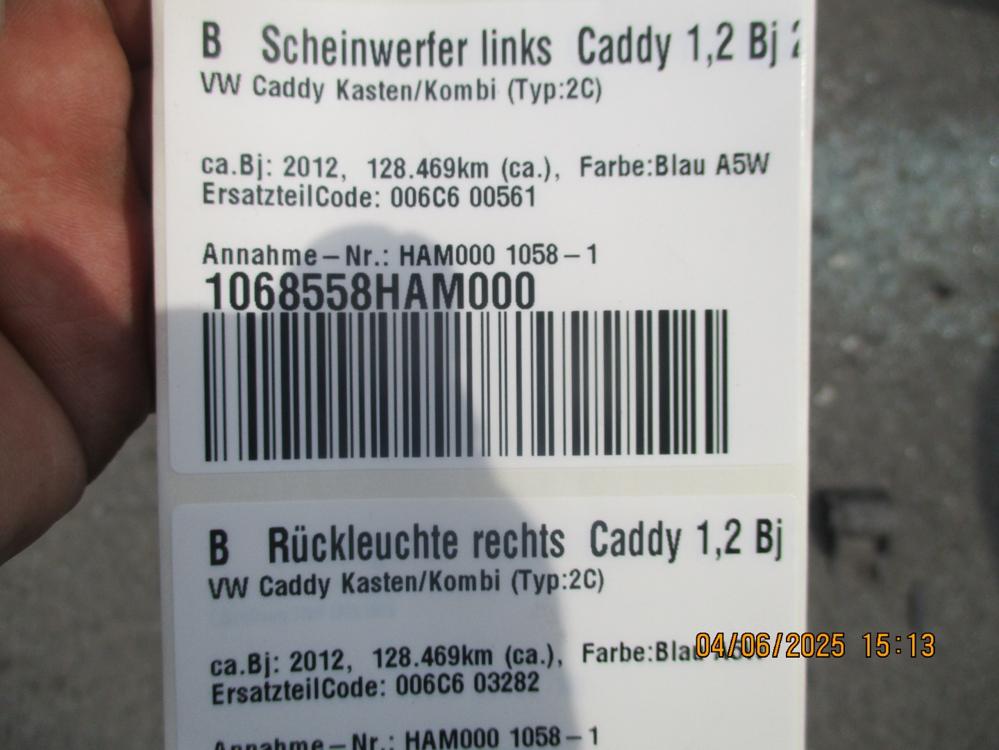 B Scheinwerfer links Caddy 1,2 Bj
VW Caddy Kasten/Kombi (Typ:2C)
ca.Bj: 2012, 128.469km (ca.), Farbe:Blau A5W
ErsatzteilCode: 006C6 00561
Annahme-Nr.: HAM000 1058-1
1068558HAM000
B Rückleuchte rechts Caddy 1,2 Bj
VW Caddy Kasten/Kombi (Typ:2C)
ca.Bj: 2012, 128.469km (ca.), Farbe:Blau
04/06/2025 15:13
ErsatzteilCode: 006C6 03282
Annahme-Nr.: HAM000 1058-1